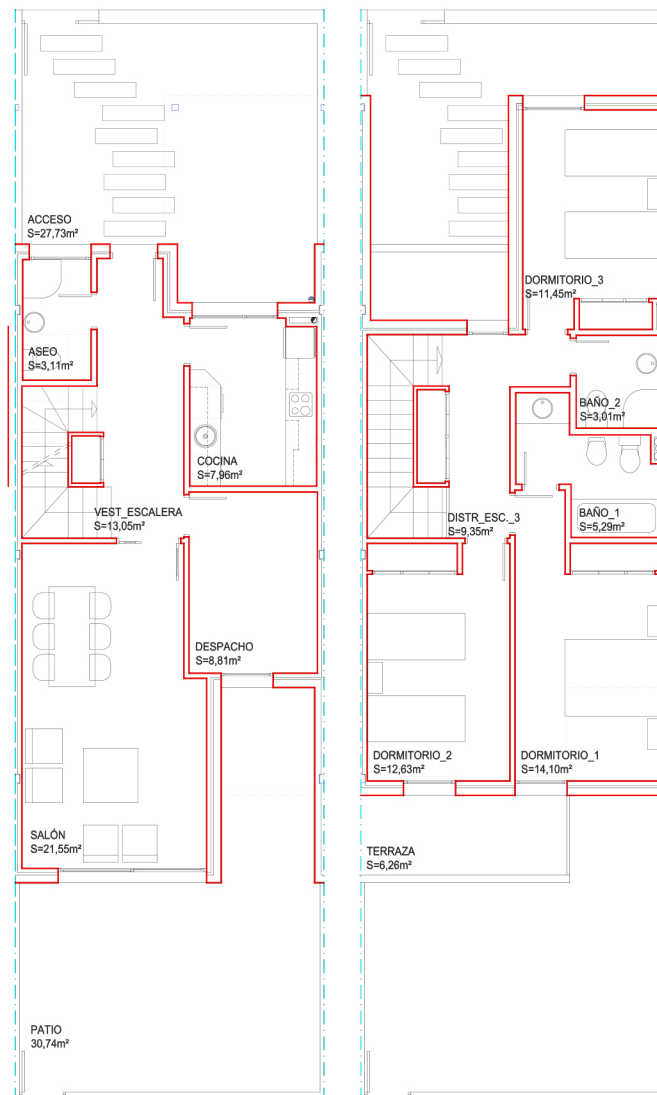 ACCESO
S=27,73m²
ASEO
S=3,11m²
COCINA
S=7,96m²
VEST_ESCALERA
S=13,05m²
DESPACHO
S=8,81m²
SALÓN
S=21,55m²
PATIO
30,74m²
DORMITORIO_3
S=11,45m²
BAÑO_2
S=3,01m²
BAÑO_1
S=5,29m²
DISTR_ESC._3
S=9,35m²
DORMITORIO_2
S=12,63m²
DORMITORIO_1
S=14,10m²
TERRAZA
S=6,26m²